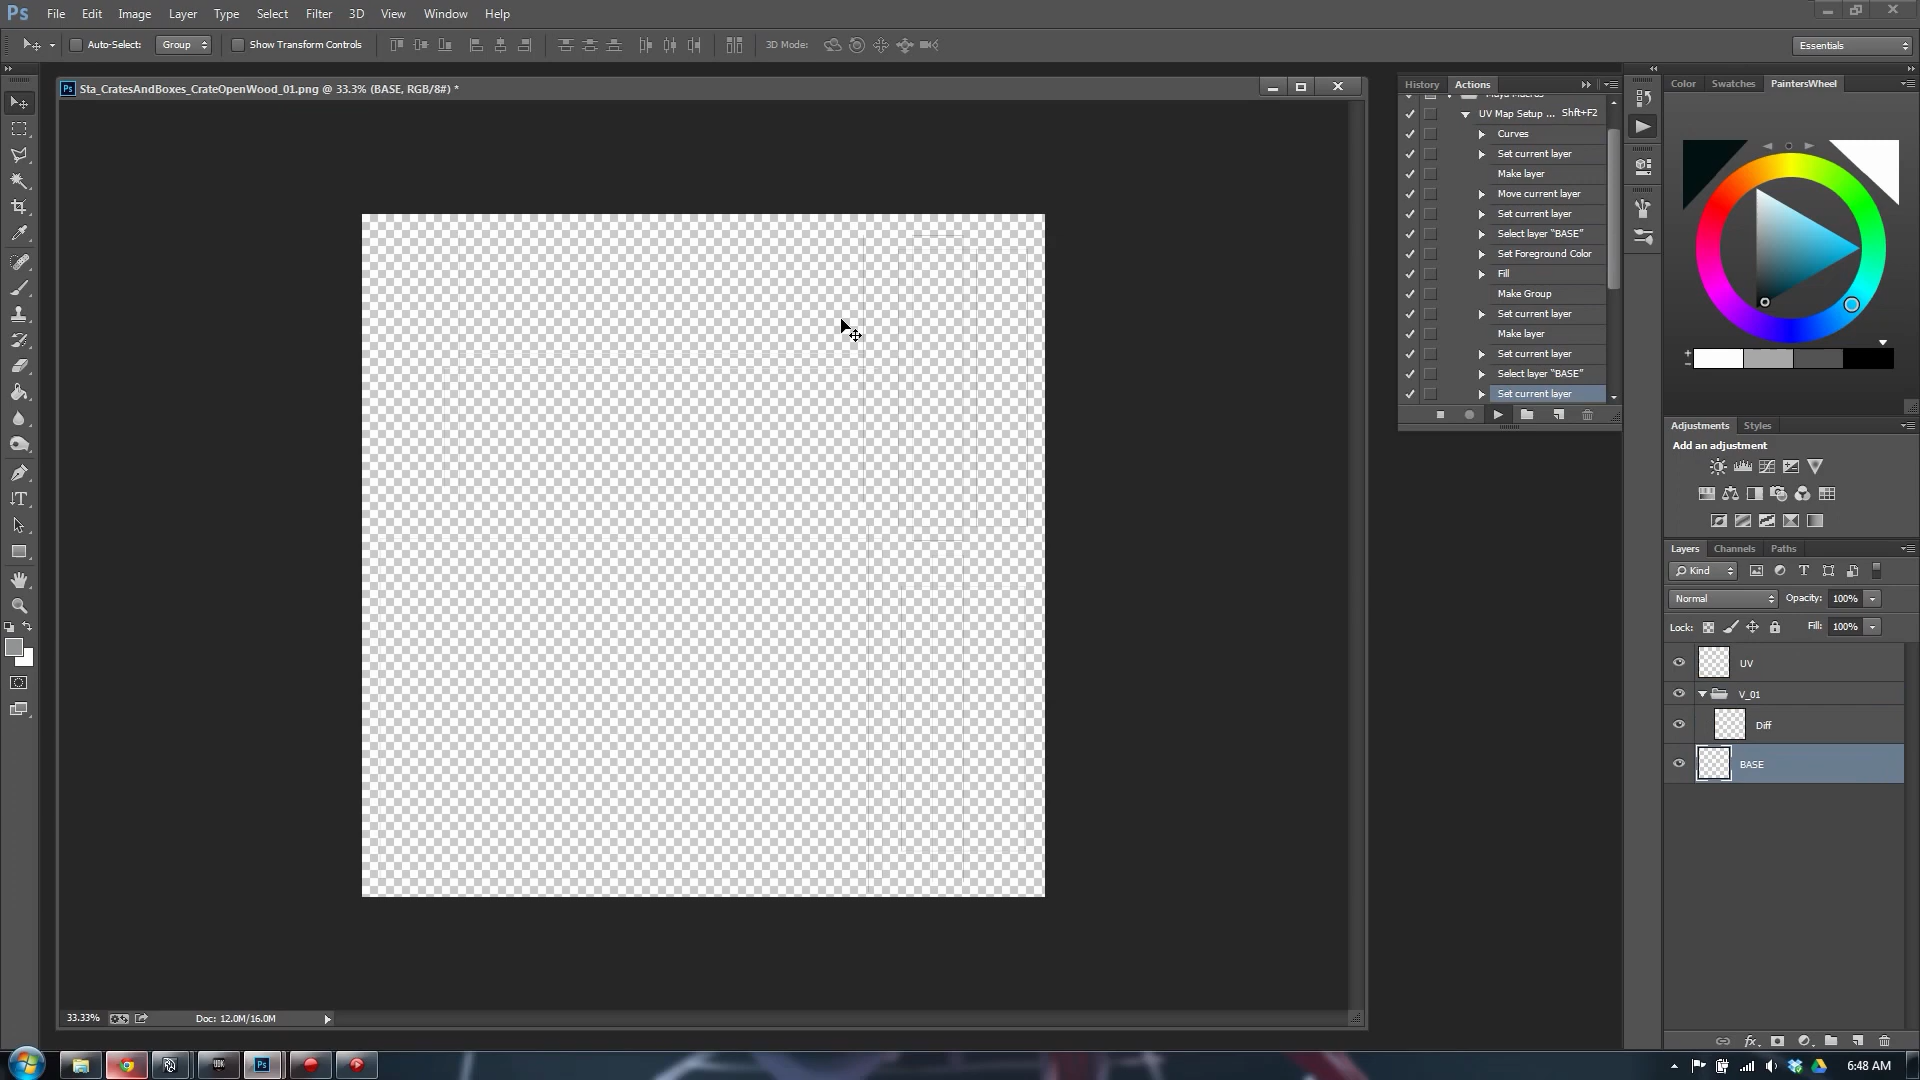 Ps File Edit Image Layer Type Select Filter 3D View Window Help
Auto-Select: Group Show Transform Controls 3D Mode: Essentials
Ps Sta_CratesAndBoxes_CrateOpenWood_01.png @ 33.3% (BASE, RGB/8#) *
History Actions
UV Map Setup ... Shft+F2
Curves
Set current layer
Make layer
Move current layer
Set current layer
Select layer "BASE"
Set Foreground Color
Fill
Make Group
Set current layer
Make layer
Set current layer
Select layer "BASE"
Set current layer
Color Swatches PaintersWheel
Adjustments Styles
Add an adjustment
Layers Channels Paths
Kind
Normal Opacity: 100%
Lock: Fill: 100%
UV
V_01
Diff
BASE
33.33% Doc: 12.0M/16.0M
Ps
6:48 AM